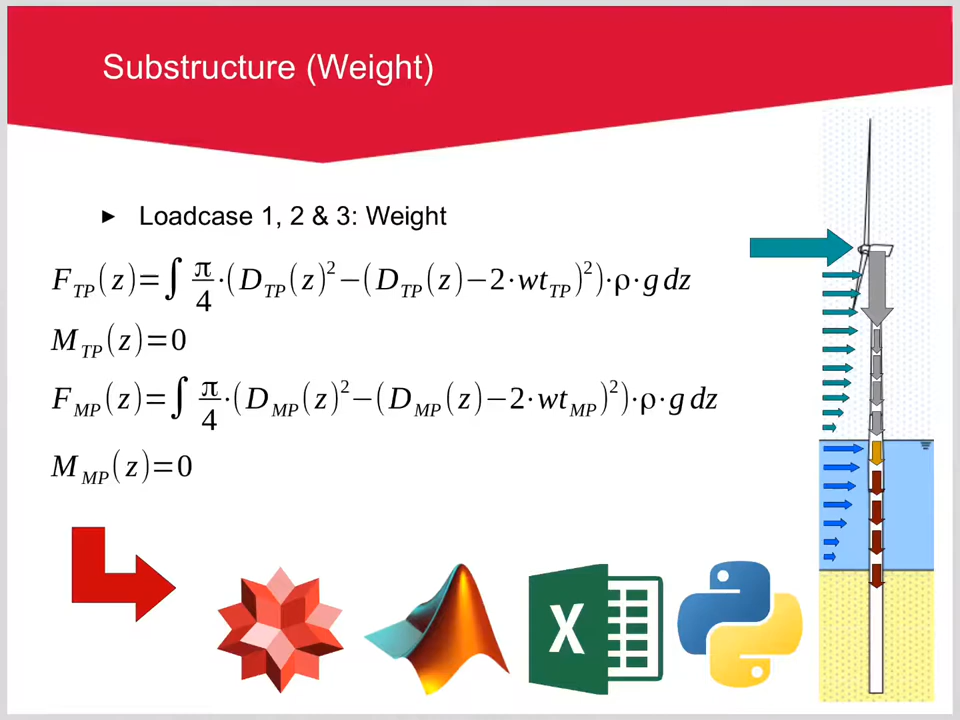 Substructure (Weight)
► Loadcase 1, 2 & 3: Weight
F_TP(z)=∫ π/4·(D_TP(z)²−(D_TP(z)−2·wt_TP)²)·ρ·g dz
M_TP(z)=0
F_MP(z)=∫ π/4·(D_MP(z)²−(D_MP(z)−2·wt_MP)²)·ρ·g dz
M_MP(z)=0
X